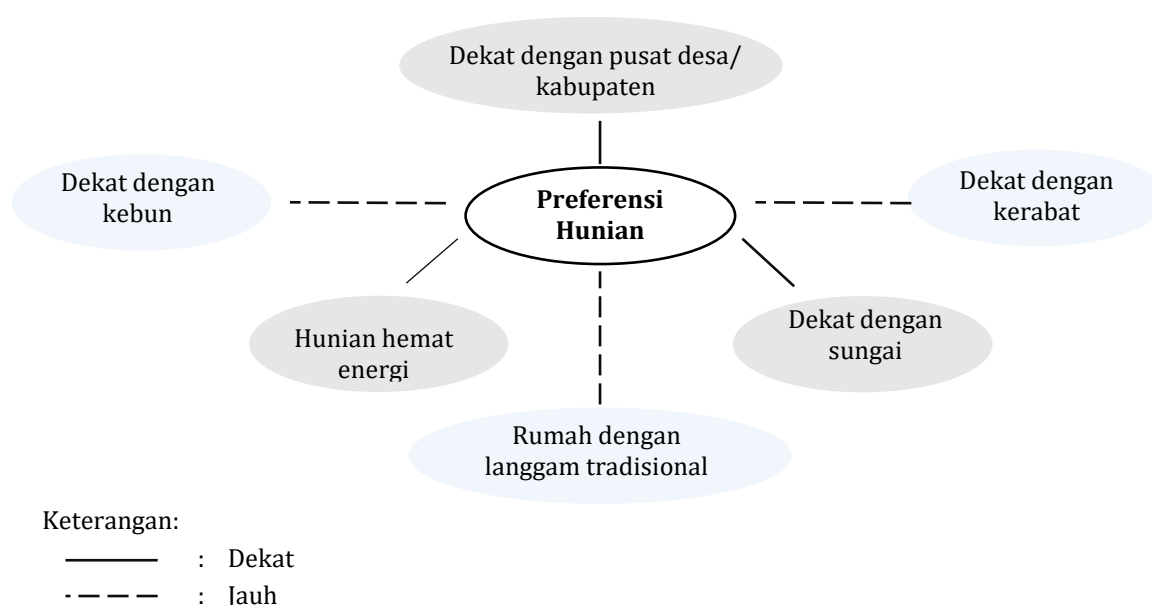 Dekat dengan pusat desa/
kabupaten
Dekat dengan
kebun
Preferensi
Hunian
Dekat dengan
kerabat
Hunian hemat
energi
Dekat dengan
sungai
Rumah dengan
langgam tradisional
Keterangan:
: Dekat
: Jauh